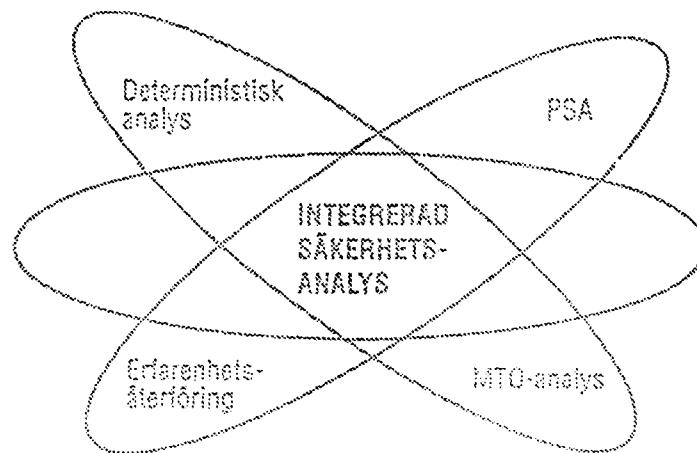 Deterministisk
analys
PSA
INTEGRERAD
SÄKERHETS-
ANALYS
Erfarenhets-
återföring
MTO-analys